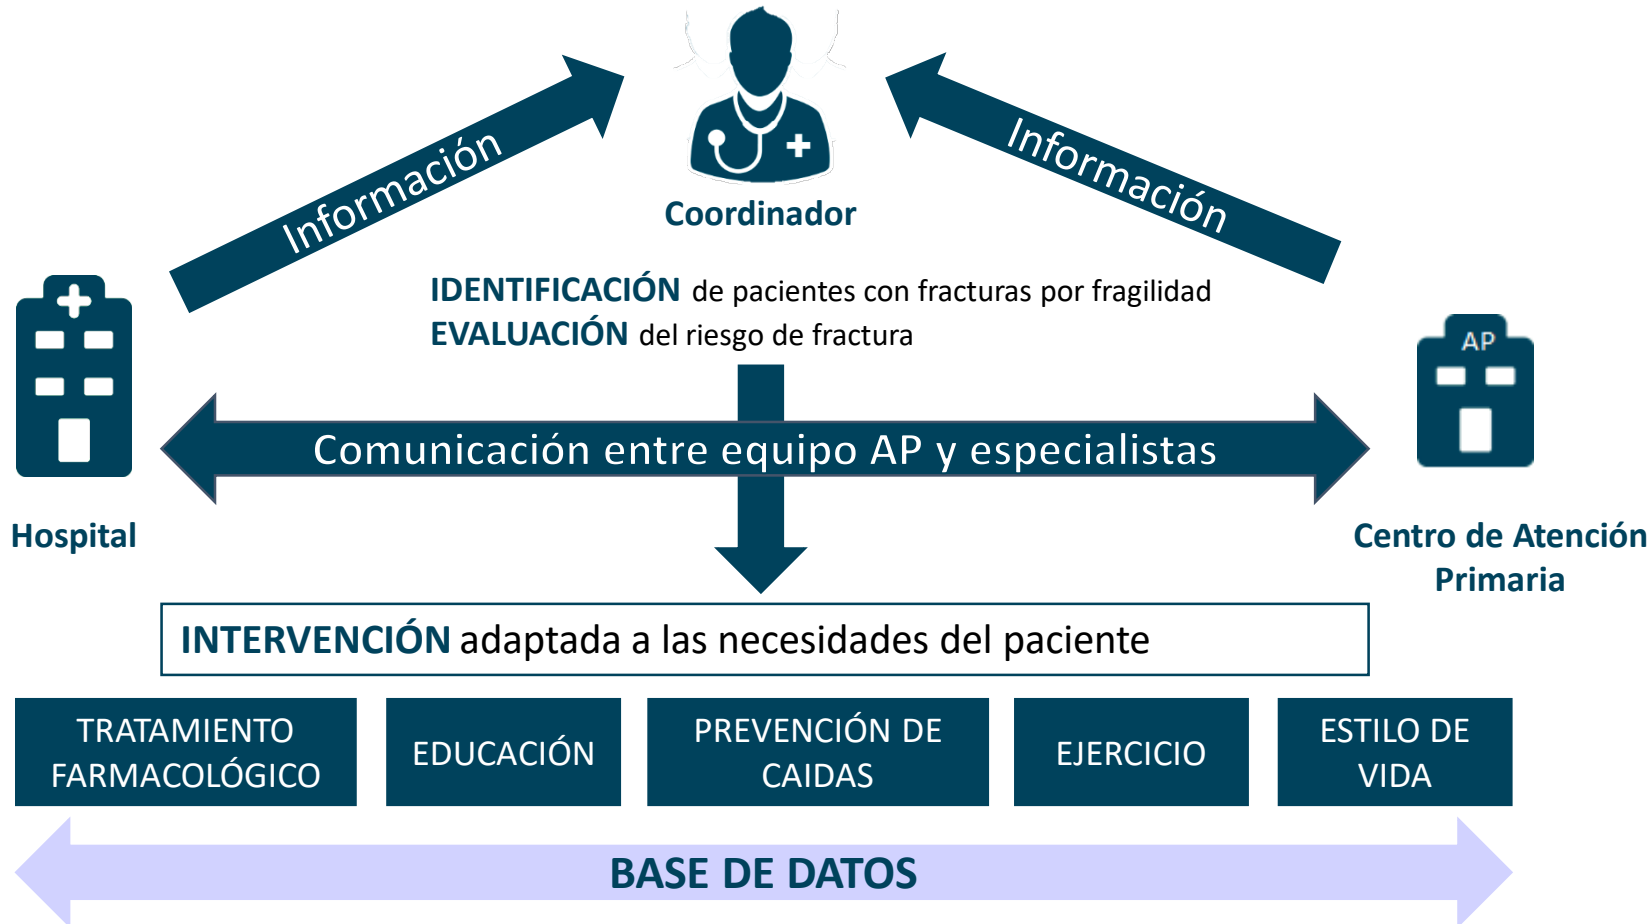 Información
Información
Coordinador
IDENTIFICACIÓN de pacientes con fracturas por fragilidad
EVALUACIÓN del riesgo de fractura
AP
Comunicación entre equipo AP y especialistas
Hospital
Centro de Atención
Primaria
INTERVENCIÓN adaptada a las necesidades del paciente
TRATAMIENTO
FARMACOLÓGICO
EDUCACIÓN
PREVENCIÓN DE
CAIDAS
EJERCICIO
ESTILO DE
VIDA
BASE DE DATOS